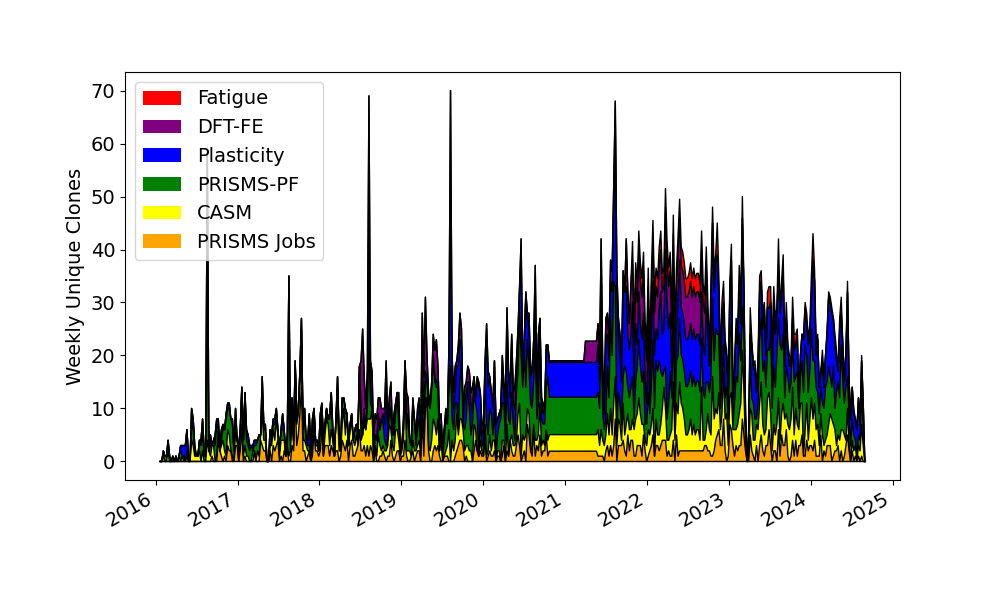 Weekly Unique Clones
70
60
50
40
30
20
10
0
Fatigue
DFT-FE
Plasticity
PRISMS-PF
CASM
PRISMS Jobs
2016
2017
2018
2019
2020
2021
2022
2023
2024
2025